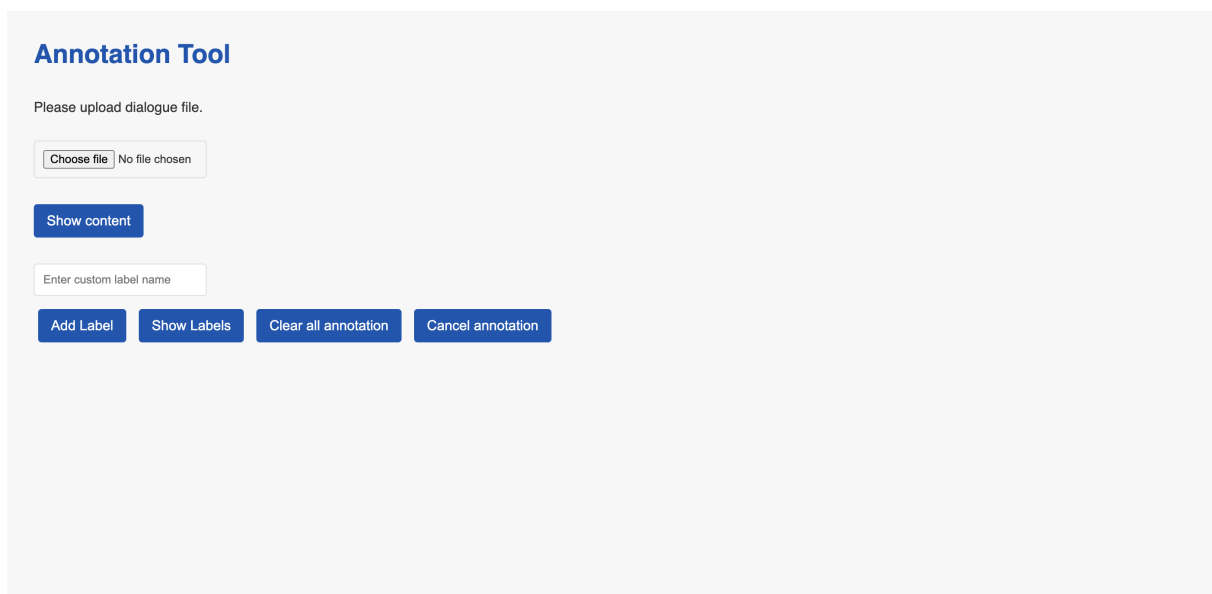 Annotation Tool
Please upload dialogue file.
Choose file No file chosen
Show content
Enter custom label name
Add Label Show Labels Clear all annotation Cancel annotation